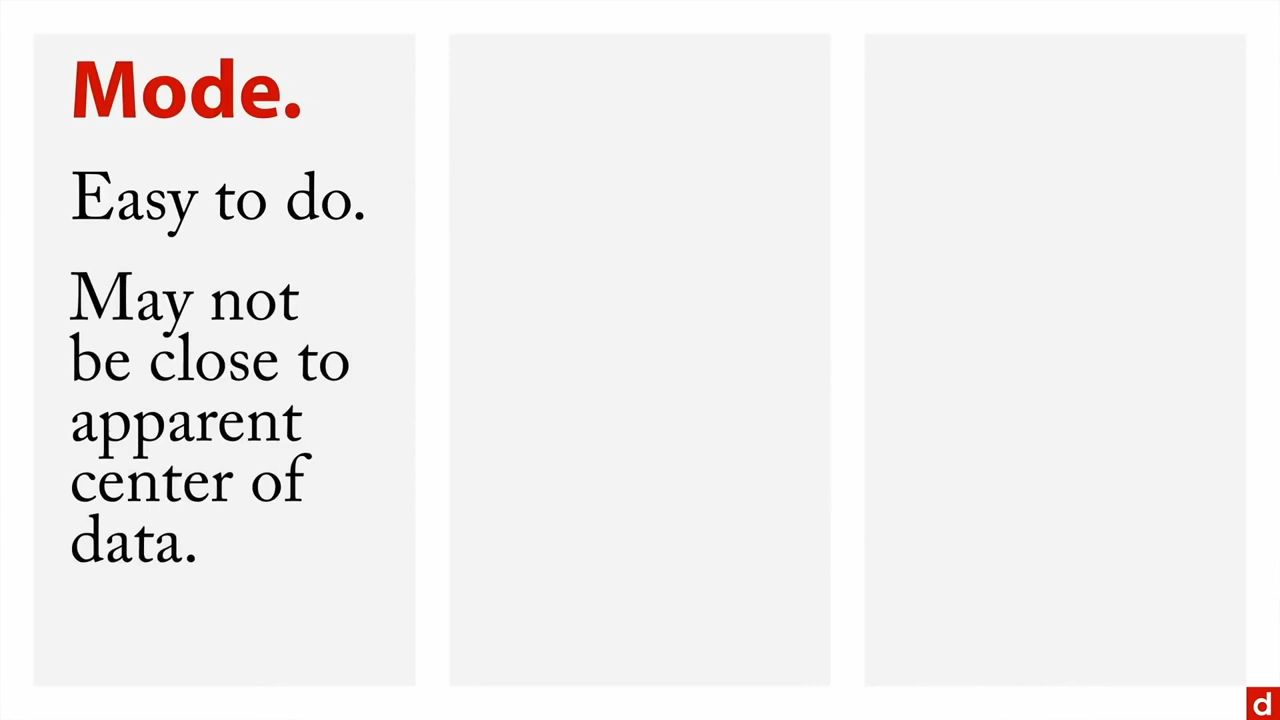 Mode.
Easy to do.
May not
be close to
apparent
center of
data.
d